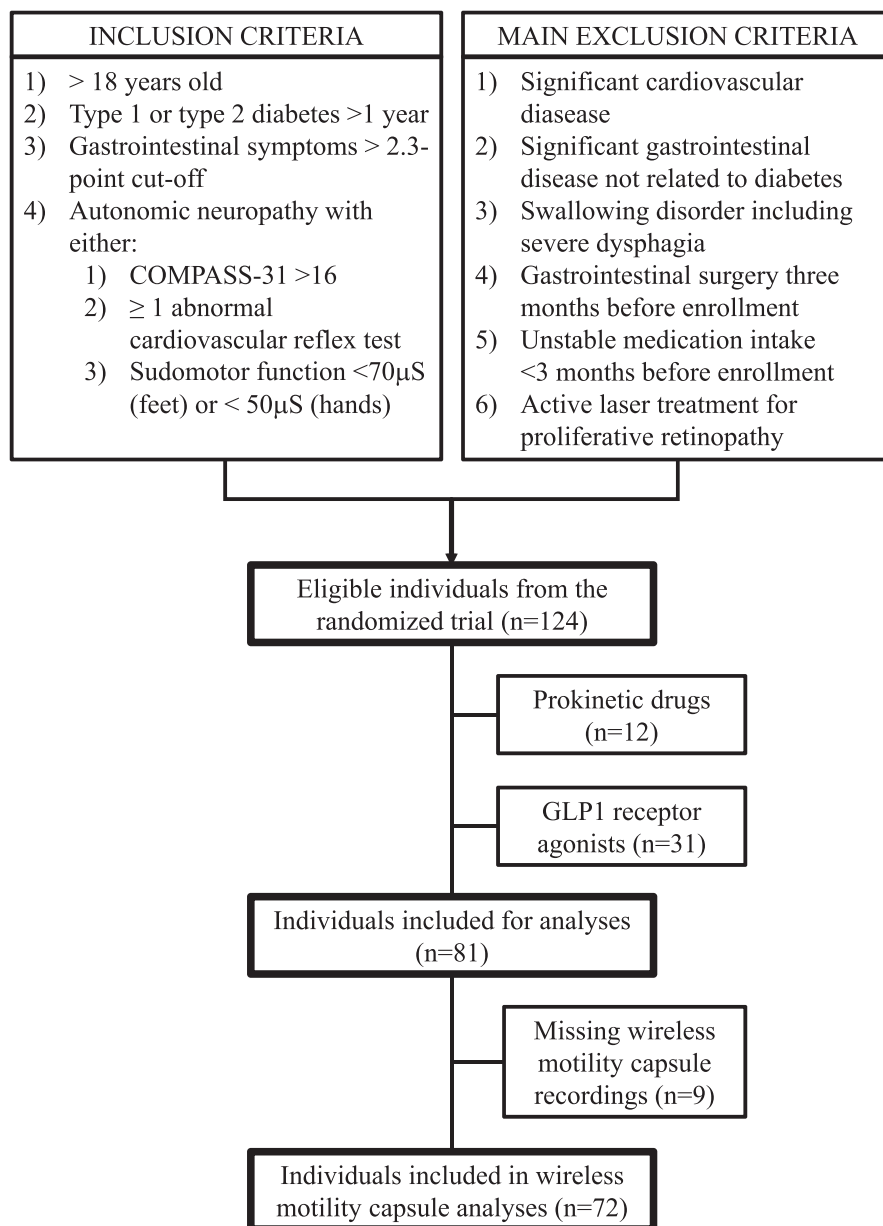 INCLUSION CRITERIA
1) > 18 years old
2) Type 1 or type 2 diabetes >1 year
3) Gastrointestinal symptoms > 2.3-
point cut-off
4) Autonomic neuropathy with
either:
1) COMPASS-31 >16
2) ≥ 1 abnormal
cardiovascular reflex test
3) Sudomotor function <70μS
(feet) or < 50μS (hands)
MAIN EXCLUSION CRITERIA
1) Significant cardiovascular
diasease
2) Significant gastrointestinal
disease not related to diabetes
3) Swallowing disorder including
severe dysphagia
4) Gastrointestinal surgery three
months before enrollment
5) Unstable medication intake
<3 months before enrollment
6) Active laser treatment for
proliferative retinopathy
Eligible individuals from the
randomized trial (n=124)
Prokinetic drugs
(n=12)
GLP1 receptor
agonists (n=31)
Individuals included for analyses
(n=81)
Missing wireless
motility capsule
recordings (n=9)
Individuals included in wireless
motility capsule analyses (n=72)